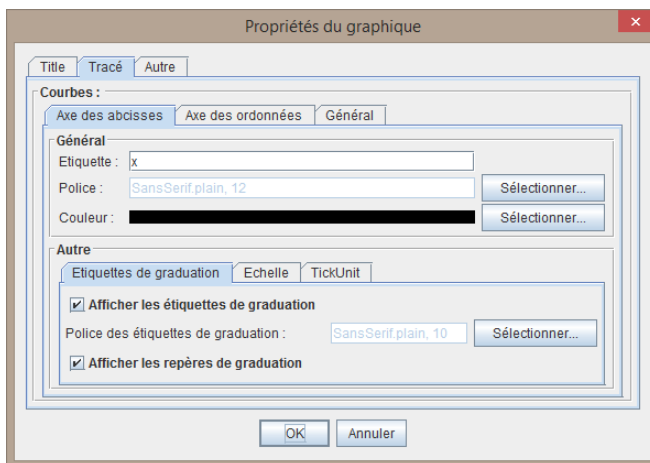 Propriétés du graphique
Title Tracé Autre
Courbes :
Axe des abcisses Axe des ordonnées Général
Général
Etiquette : x
Police : SansSerif.plain, 12 Sélectionner...
Couleur : Sélectionner...
Autre
Etiquettes de graduation Echelle TickUnit
Afficher les étiquettes de graduation
Police des étiquettes de graduation : SansSerif.plain, 10 Sélectionner...
Afficher les repères de graduation
OK Annuler